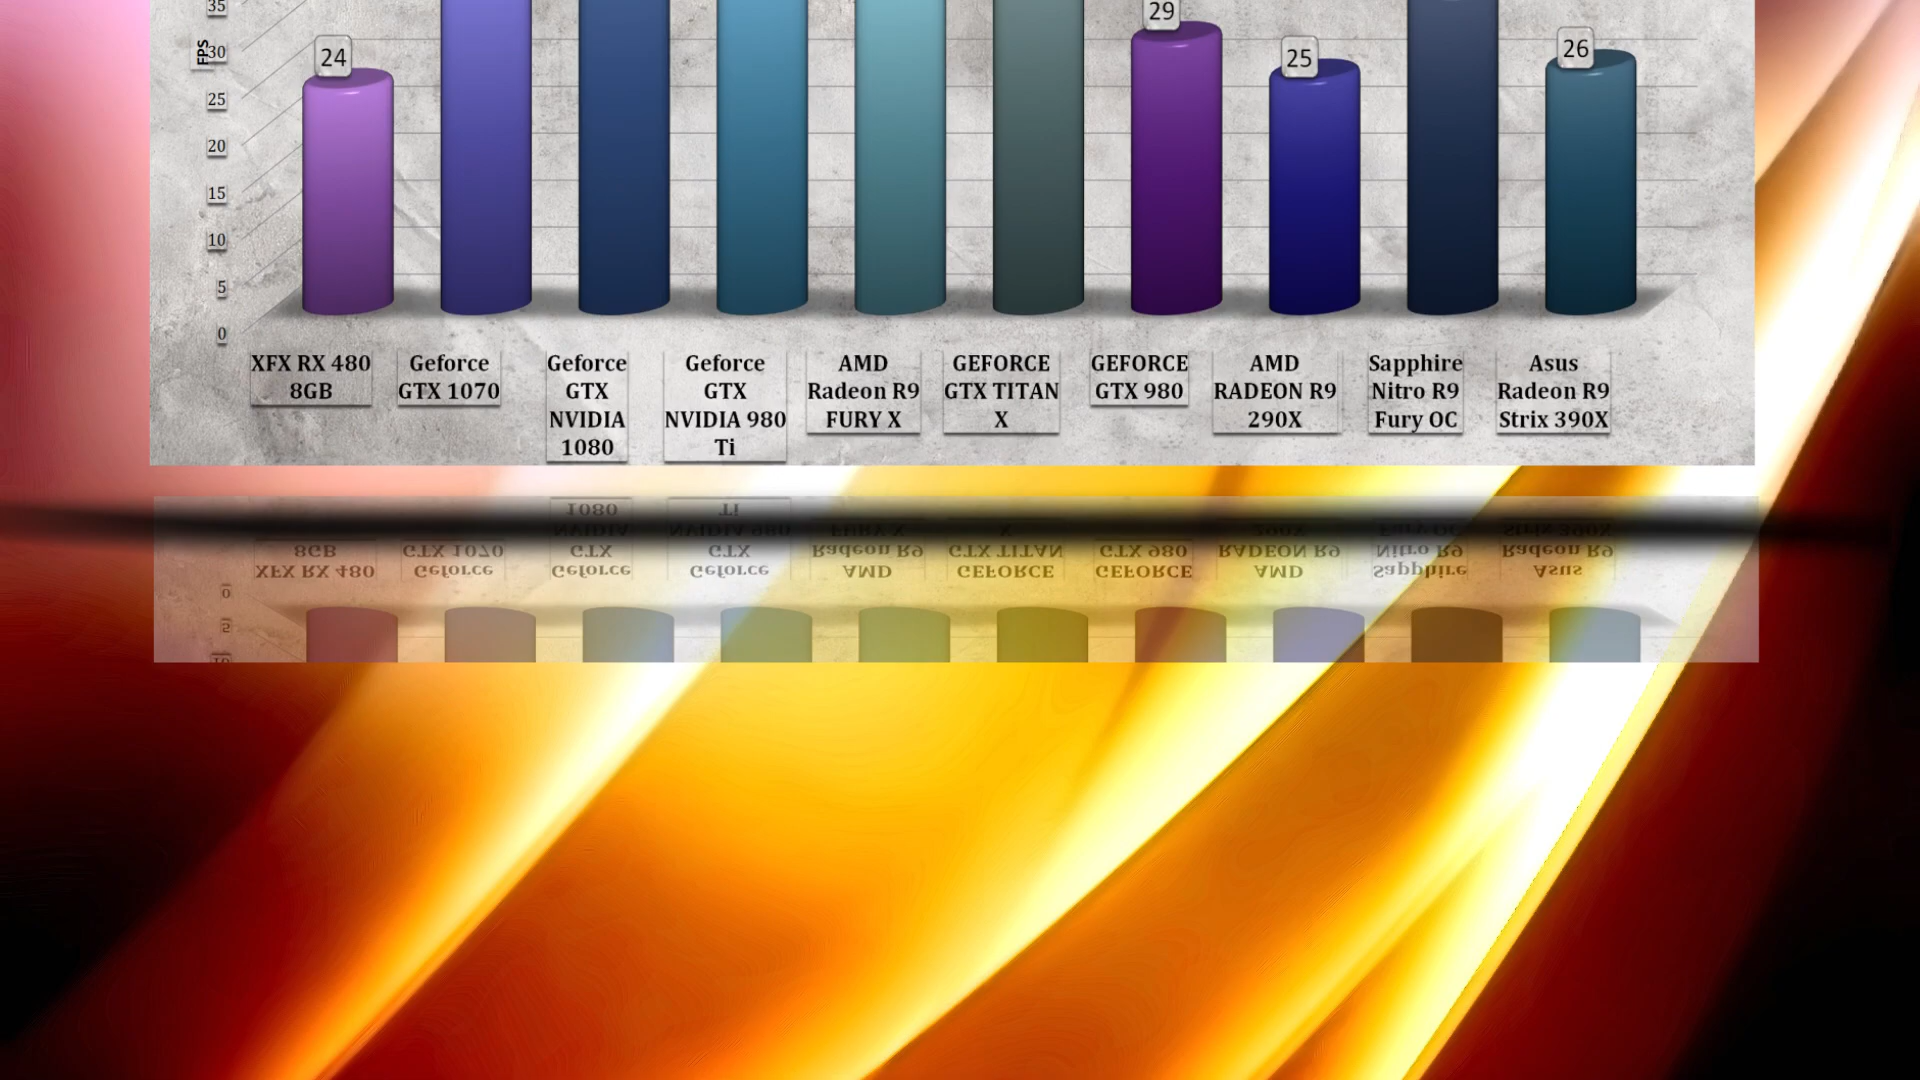 35
FPS
30
25
20
15
10
5
0
24
29
25
26
XFX RX 480
8GB
Geforce
GTX 1070
Geforce
GTX
NVIDIA
1080
Geforce
GTX
NVIDIA 980
Ti
AMD
Radeon R9
FURY X
GEFORCE
GTX TITAN
X
GEFORCE
GTX 980
AMD
RADEON R9
290X
Sapphire
Nitro R9
Fury OC
Asus
Radeon R9
Strix 390X